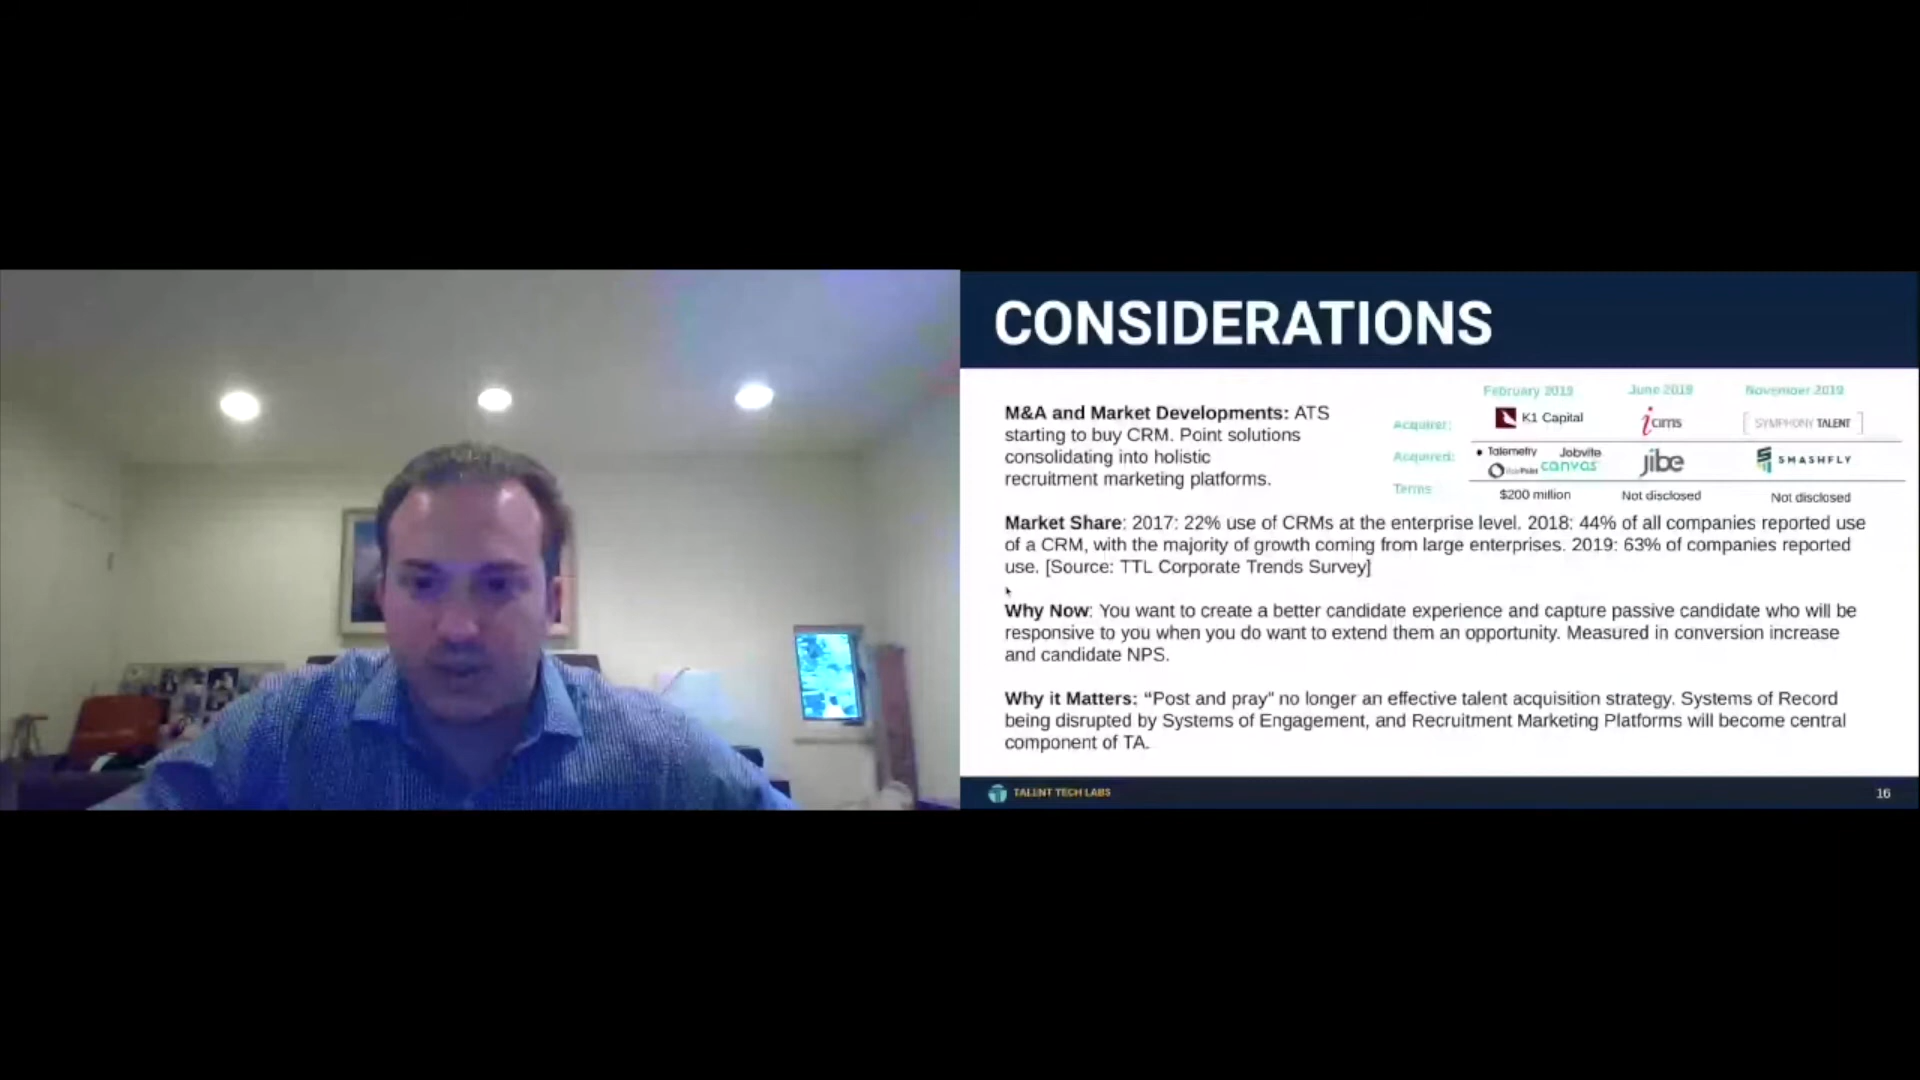 CONSIDERATIONS
February 2019 June 2019 November 2019
M&A and Market Developments: ATS
starting to buy CRM. Point solutions
consolidating into holistic
recruitment marketing platforms.
Acquirer: K1 Capital icims [ SYMPHONY TALENT ]
Acquired: Talemetry Jobvite canvas jibe SMASHFLY
Terms $200 million Not disclosed Not disclosed
Market Share: 2017: 22% use of CRMs at the enterprise level. 2018: 44% of all companies reported use
of a CRM, with the majority of growth coming from large enterprises. 2019: 63% of companies reported
use. [Source: TTL Corporate Trends Survey]
Why Now: You want to create a better candidate experience and capture passive candidate who will be
responsive to you when you do want to extend them an opportunity. Measured in conversion increase
and candidate NPS.
Why it Matters: “Post and pray” no longer an effective talent acquisition strategy. Systems of Record
being disrupted by Systems of Engagement, and Recruitment Marketing Platforms will become central
component of TA.
TALENT TECH LABS
16